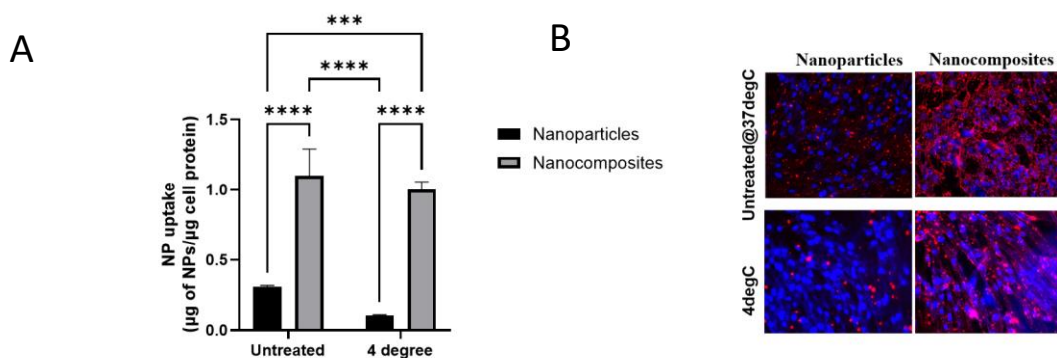 A
***
****
**** ****
NP uptake
(µg of NPs/µg cell protein)
1.5
1.0
0.5
0.0
Untreated 4 degree
Nanoparticles
Nanocomposites
B
Nanoparticles Nanocomposites
Untreated@37degC
4degC